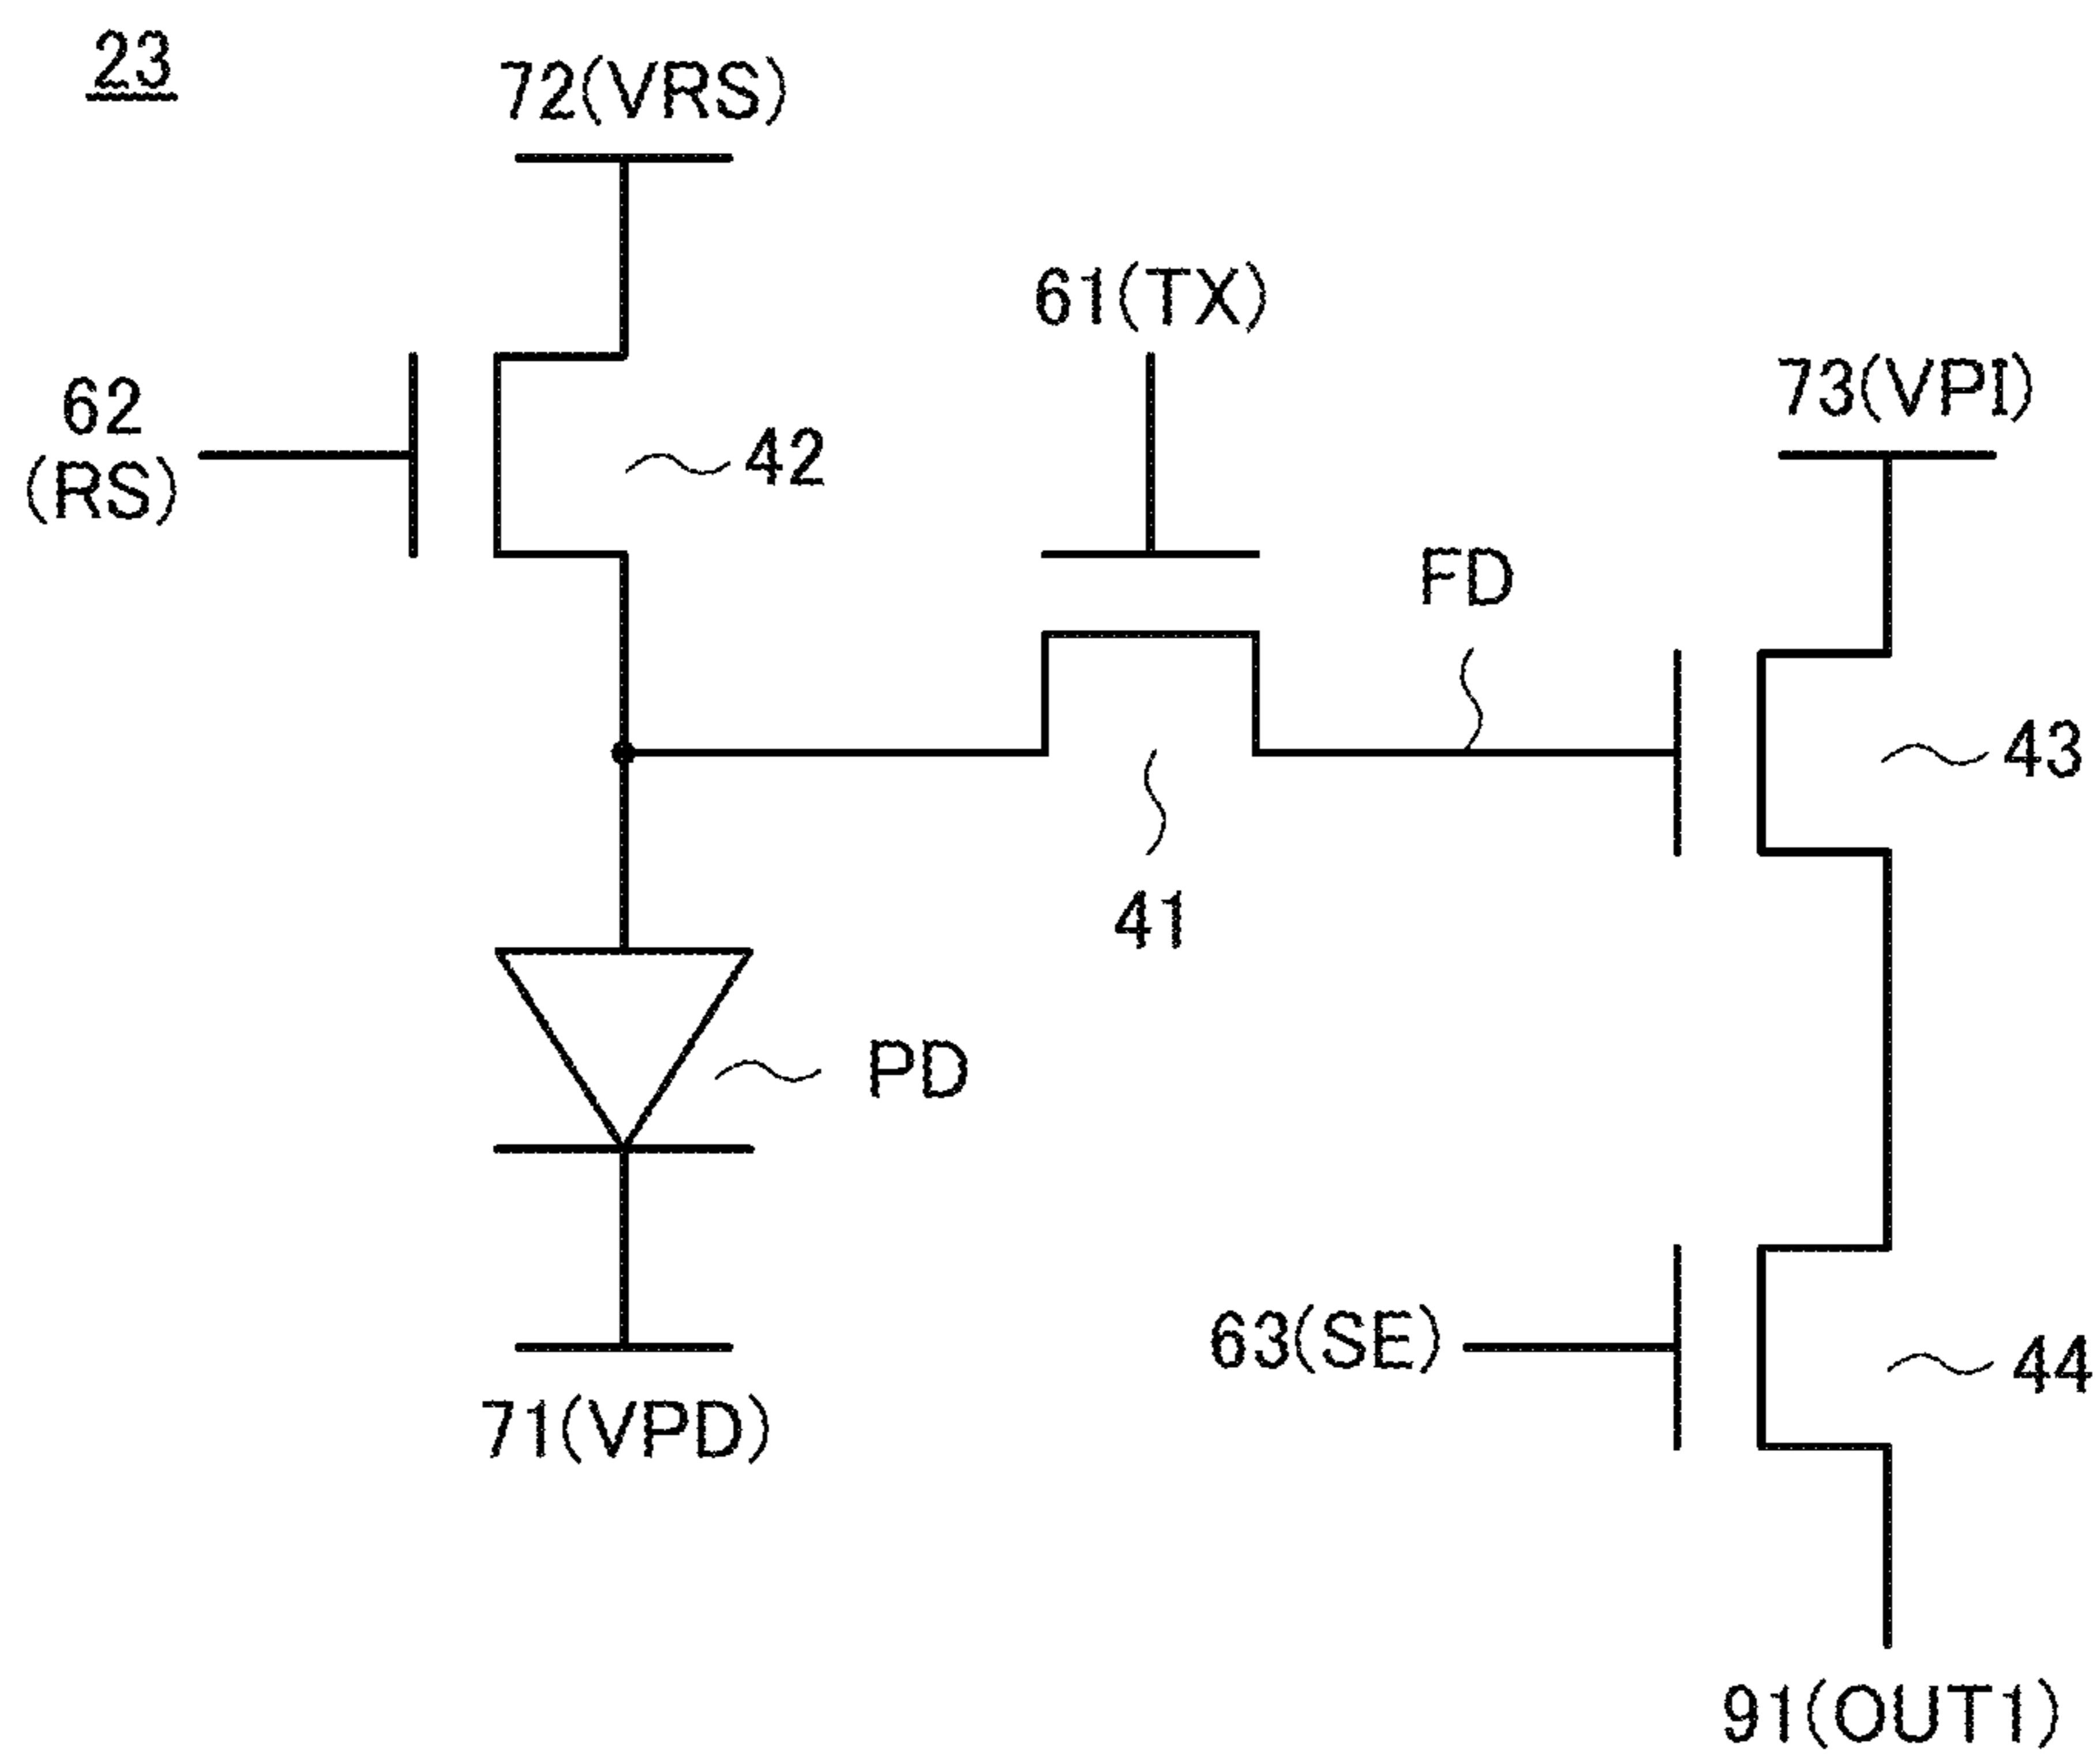 23
72(VRS)
61(TX)
73(VPI)
62
(RS)
42
FD
43
41
PD
63(SE)
44
71(VPD)
91(OUT1)